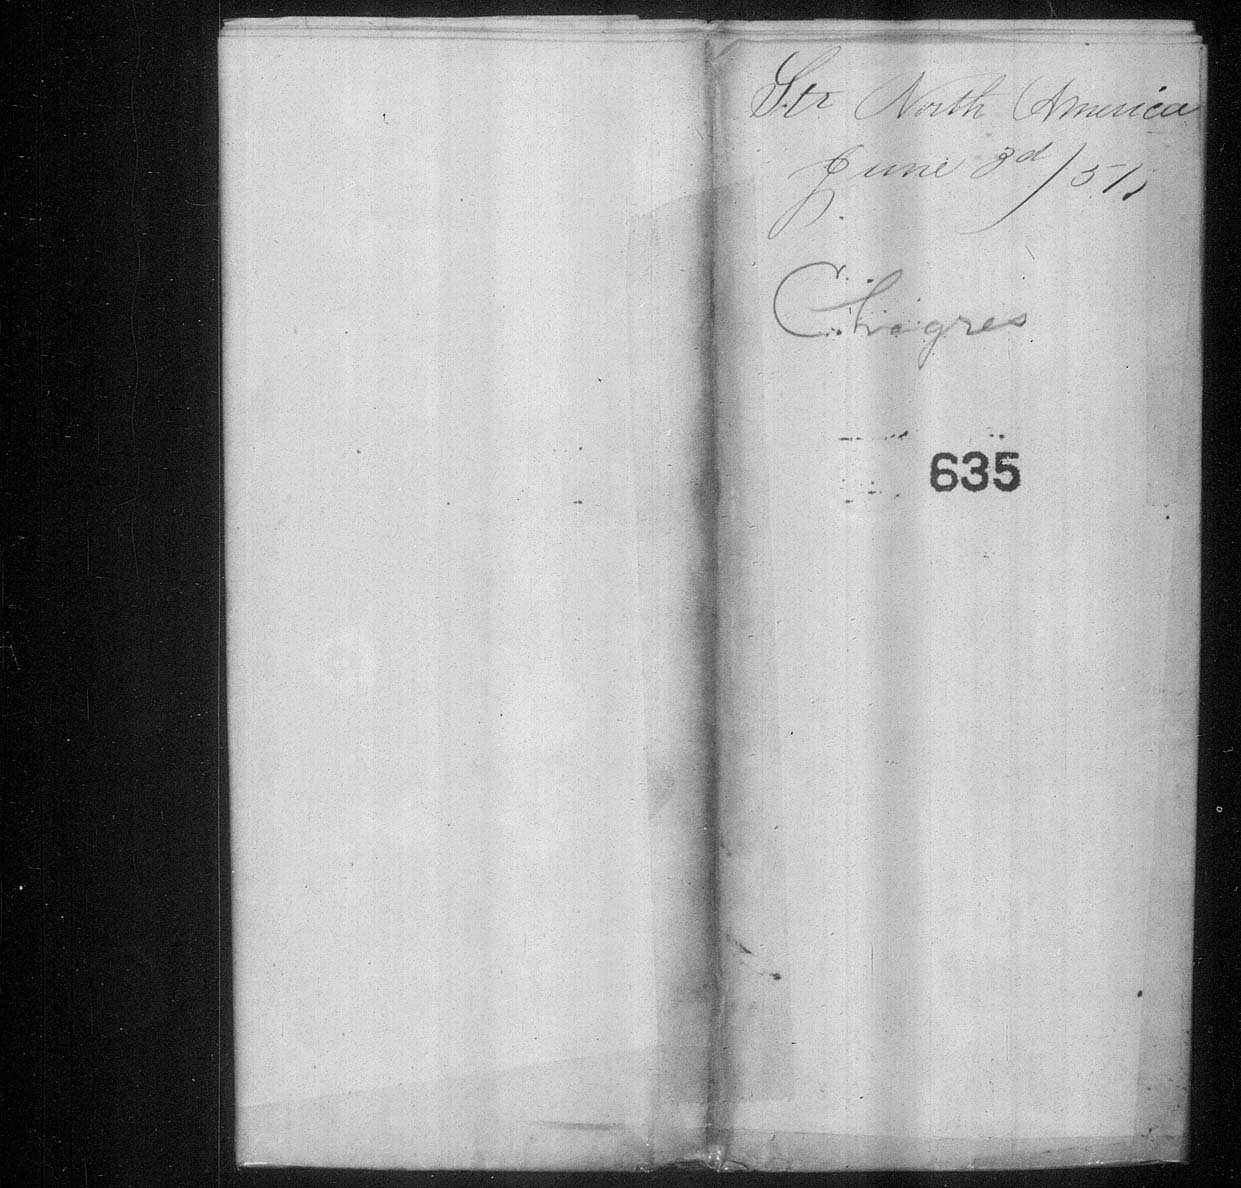 Str North America
June 3d/51,
Chagres
635